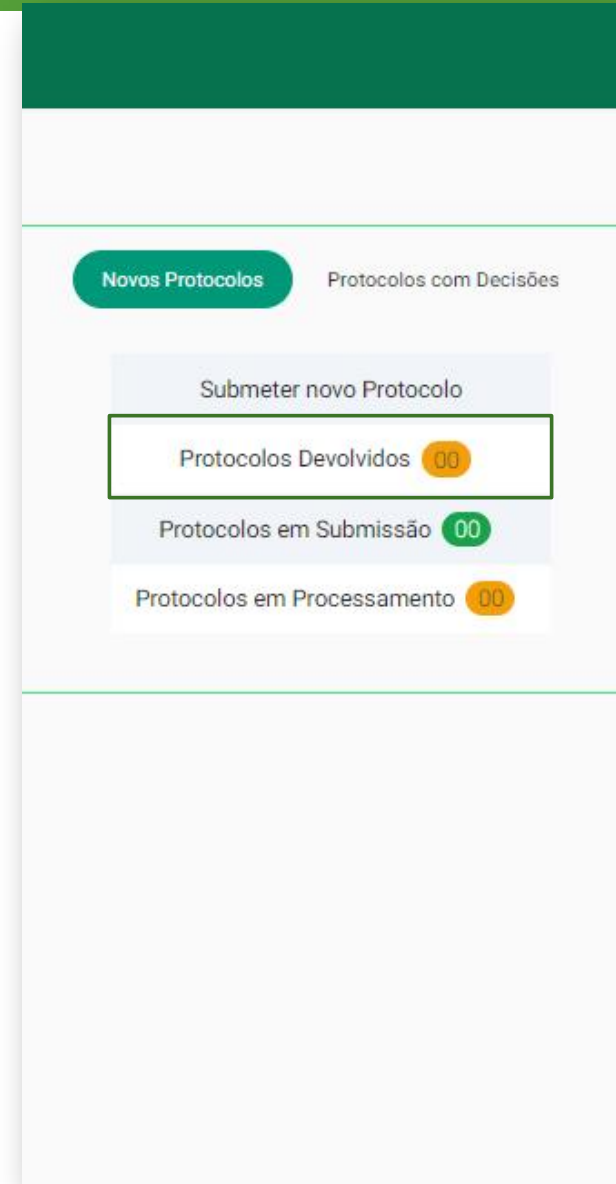 Novos Protocolos Protocolos com Decisões
Submeter novo Protocolo
Protocolos Devolvidos 00
Protocolos em Submissão 00
Protocolos em Processamento 00